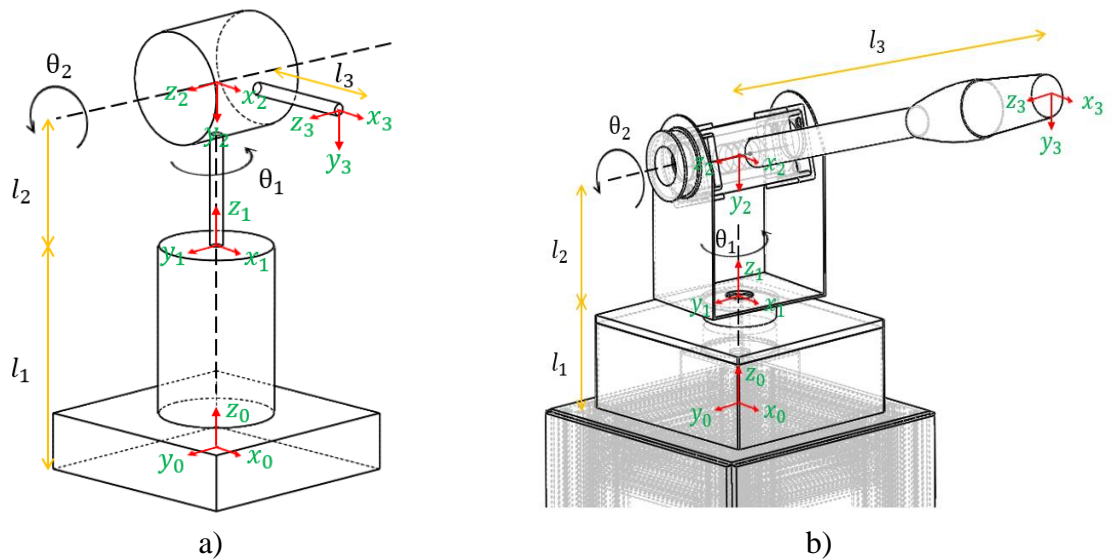 θ₂
l₃
z₂
x₂
y₂
z₃
x₃
y₃
θ₁
l₂
z₁
y₁
x₁
l₁
z₀
y₀
x₀
a)
l₃
z₃
x₃
y₃
θ₂
z₂
x₂
y₂
θ₁
l₂
z₁
y₁
x₁
l₁
z₀
y₀
x₀
b)